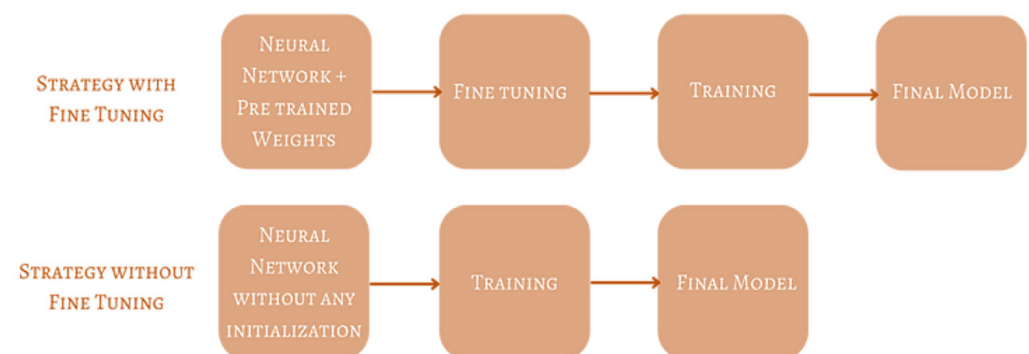 Strategy with
Fine Tuning
Neural
Network +
Pre trained
Weights
Fine tuning
Training
Final Model
Strategy without
Fine Tuning
Neural
Network
without any
initialization
Training
Final Model